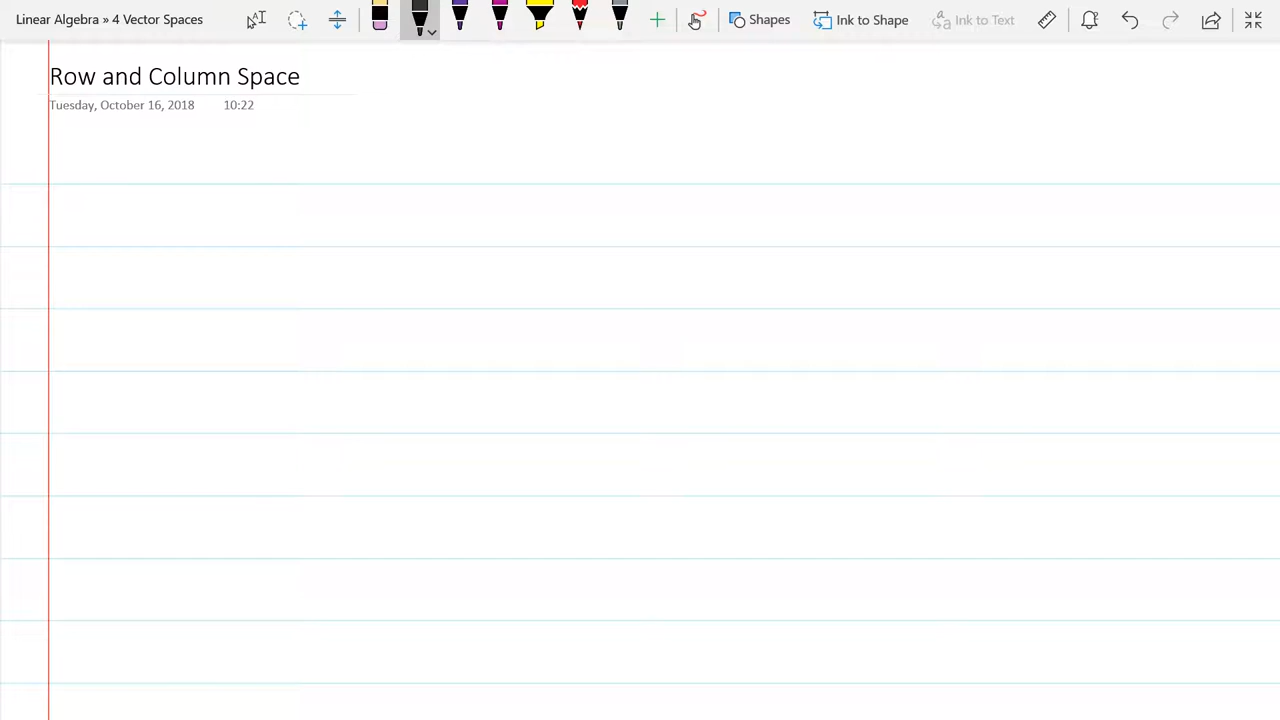 Linear Algebra » 4 Vector Spaces
Shapes
Ink to Shape
Ink to Text
Row and Column Space
Tuesday, October 16, 2018 10:22